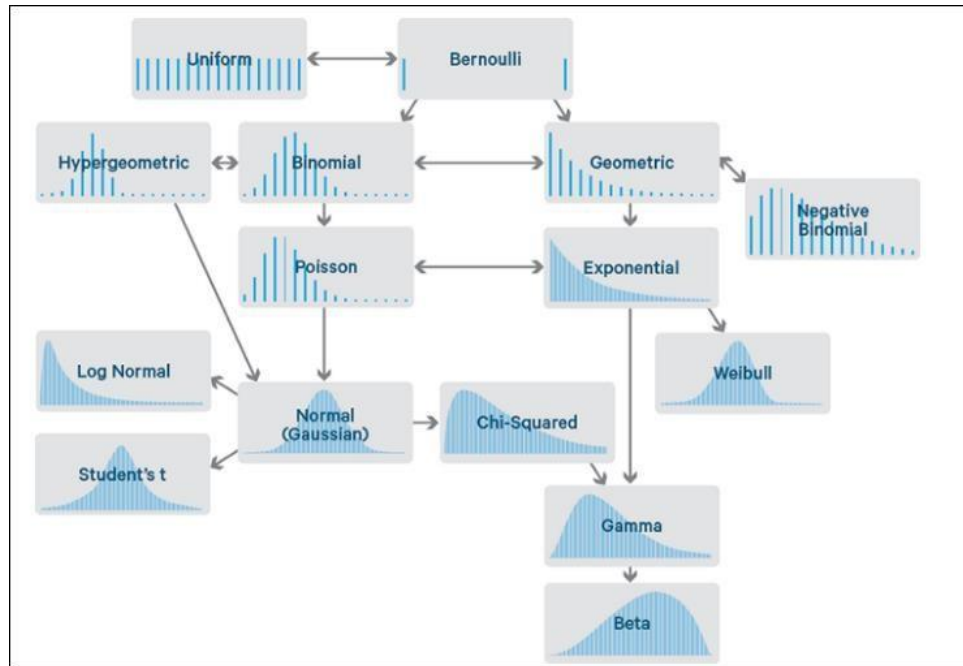 Uniform
Bernoulli
Hypergeometric
Binomial
Geometric
Negative
Binomial
Poisson
Exponential
Log Normal
Weibull
Normal
(Gaussian)
Chi-Squared
Student's t
Gamma
Beta